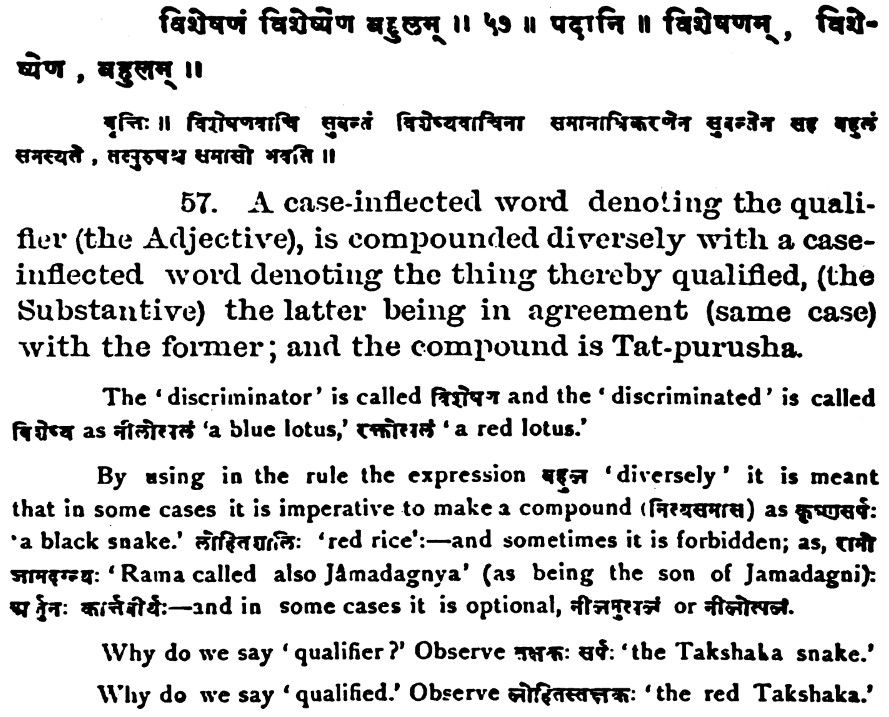 विशेषणं विशेष्येण बहुलम् ॥ ५७ ॥ पदानि ॥ विशेषणम् , विशे-
ष्येण , बहुलम् ॥
वृत्तिः ॥ विशेषणवाचि सुबन्तं विशेष्यवाचिना समानाधिकरणेन सुबन्तेन सह बहुलं
समस्यते , तत्पुरुषश्च समासो भवति ॥
57. A case-inflected word denoting the quali-
fier (the Adjective), is compounded diversely with a case-
inflected word denoting the thing thereby qualified, (the
Substantive) the latter being in agreement (same case)
with the former; and the compound is Tat-purusha.
The ‘discriminator’ is called विशेषण and the ‘discriminated’ is called
विशेष्य as नीलोत्पलं ‘a blue lotus,’ रक्तोत्पलं ‘a red lotus.’
By using in the rule the expression बहुल ‘diversely’ it is meant
that in some cases it is imperative to make a compound (नित्यसमास) as कृष्णसर्पः
‘a black snake.’ लोहितशालिः ‘red rice’:—and sometimes it is forbidden; as, रामो
जामदग्न्यः ‘Rama called also Jâmadagnya’ (as being the son of Jamadagni):
अर्जुनः कार्त्तवीर्यः—and in some cases it is optional, नीलमुत्पलं or नीलोत्पलं.
Why do we say ‘qualifier?’ Observe तक्षकः सर्पः ‘the Takshaka snake.’
Why do we say ‘qualified.’ Observe लोहितस्तक्षकः ‘the red Takshaka.’